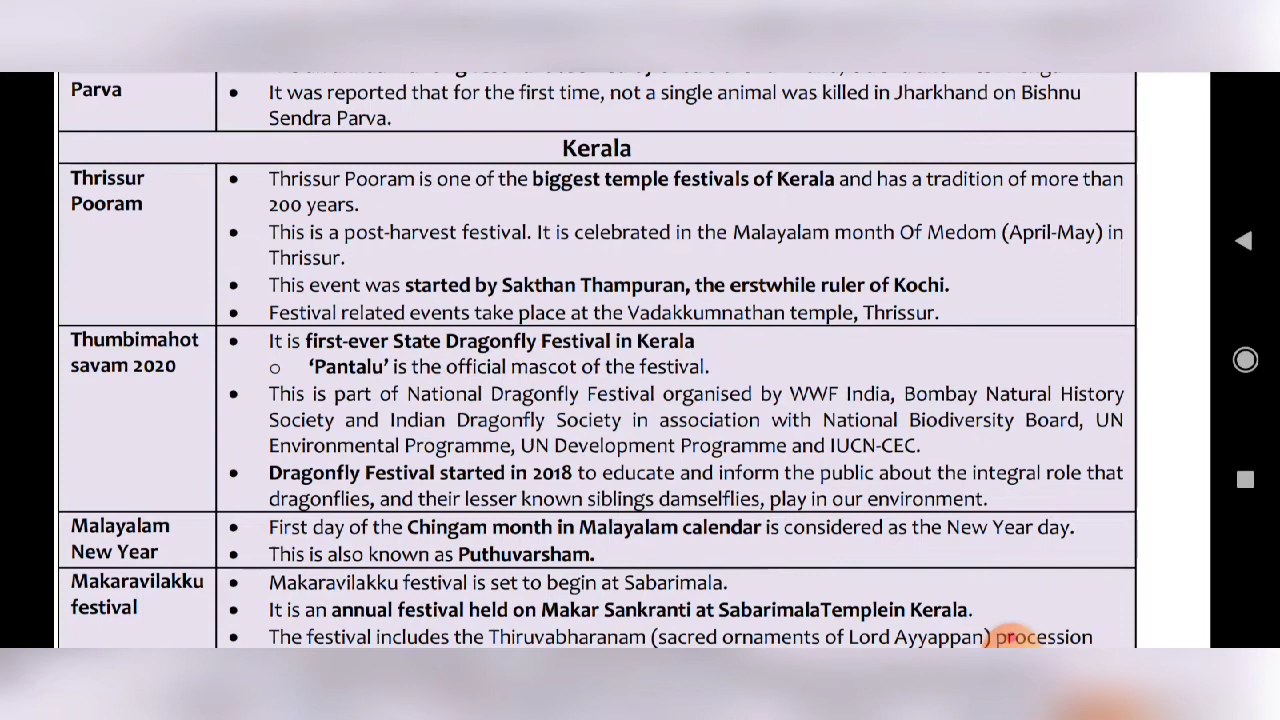 Parva
• It was reported that for the first time, not a single animal was killed in Jharkhand on Bishnu
Sendra Parva.
Kerala
Thrissur
Pooram
• Thrissur Pooram is one of the biggest temple festivals of Kerala and has a tradition of more than
200 years.
• This is a post-harvest festival. It is celebrated in the Malayalam month Of Medom (April-May) in
Thrissur.
• This event was started by Sakthan Thampuran, the erstwhile ruler of Kochi.
• Festival related events take place at the Vadakkumnathan temple, Thrissur.
Thumbimahot
savam 2020
• It is first-ever State Dragonfly Festival in Kerala
o ‘Pantalu’ is the official mascot of the festival.
• This is part of National Dragonfly Festival organised by WWF India, Bombay Natural History
Society and Indian Dragonfly Society in association with National Biodiversity Board, UN
Environmental Programme, UN Development Programme and IUCN-CEC.
• Dragonfly Festival started in 2018 to educate and inform the public about the integral role that
dragonflies, and their lesser known siblings damselflies, play in our environment.
Malayalam
New Year
• First day of the Chingam month in Malayalam calendar is considered as the New Year day.
• This is also known as Puthuvarsham.
Makaravilakku
festival
• Makaravilakku festival is set to begin at Sabarimala.
• It is an annual festival held on Makar Sankranti at SabarimalaTemplein Kerala.
• The festival includes the Thiruvabharanam (sacred ornaments of Lord Ayyappan) procession